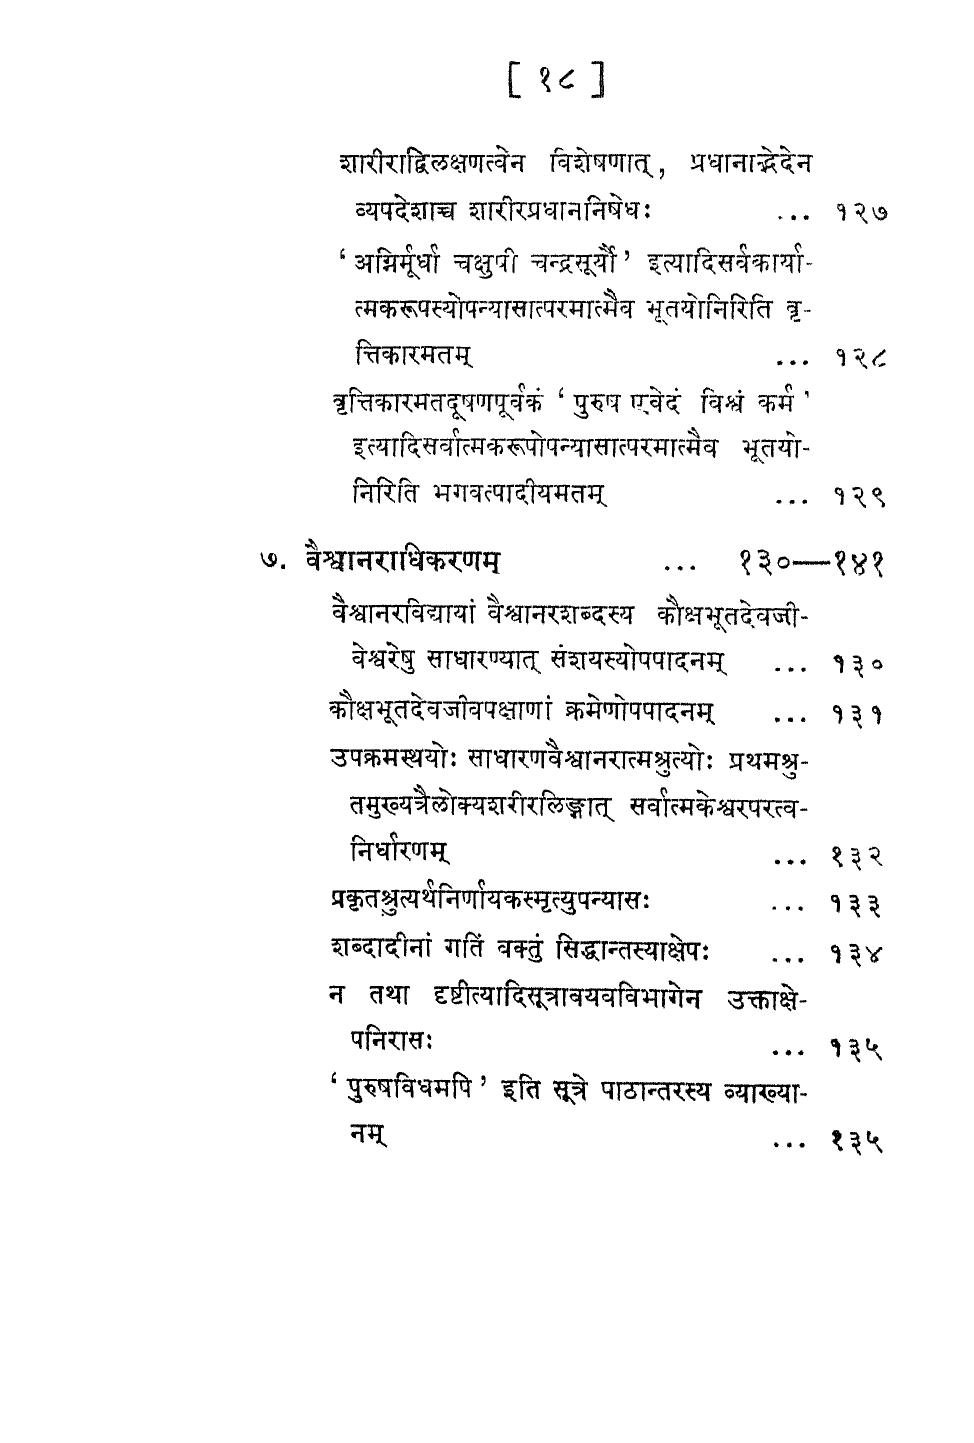 [ १८ ]
शारीराद्विलक्षणत्वेन विशेषणात्, प्रधानाद्भेदेन
व्यपदेशाच्च शारीरप्रधाननिषेधः ... १२७
‘ अग्निर्मूर्धा चक्षुषी चन्द्रसूर्यौ ’ इत्यादिसर्वकार्या-
त्मकरूपस्योपन्यासात्परमात्मैव भूतयोनिरिति वृ-
त्तिकारमतम् ... १२८
वृत्तिकारमतदूषणपूर्वकं ‘ पुरुष एवेदं विश्वं कर्म ’
इत्यादिसर्वात्मकरूपोपन्यासात्परमात्मैव भूतयो-
निरिति भगवत्पादीयमतम् ... १२९
७. वैश्वानराधिकरणम् ... १३०—१४१
वैश्वानरविद्यायां वैश्वानरशब्दस्य कौक्षभूतदेवजी-
वेश्वरेषु साधारण्यात् संशयस्योपपादनम् ... १३०
कौक्षभूतदेवजीवपक्षाणां क्रमेणोपपादनम् ... १३१
उपक्रमस्थयोः साधारणवैश्वानरात्मश्रुत्योः प्रथमश्रु-
तमुख्यत्रैलोक्यशरीरलिङ्गात् सर्वात्मकेश्वरपरत्व-
निर्धारणम् ... १३२
प्रकृतश्रुत्यर्थनिर्णायकस्मृत्युपन्यासः ... १३३
शब्दादीनां गतिं वक्तुं सिद्धान्तस्याक्षेपः ... १३४
न तथा दृष्टीत्यादिसूत्रावयवविभागेन उक्ताक्षे-
पनिरासः ... १३५
‘ पुरुषविधमपि ’ इति सूत्रे पाठान्तरस्य व्याख्या-
नम् ... १३५